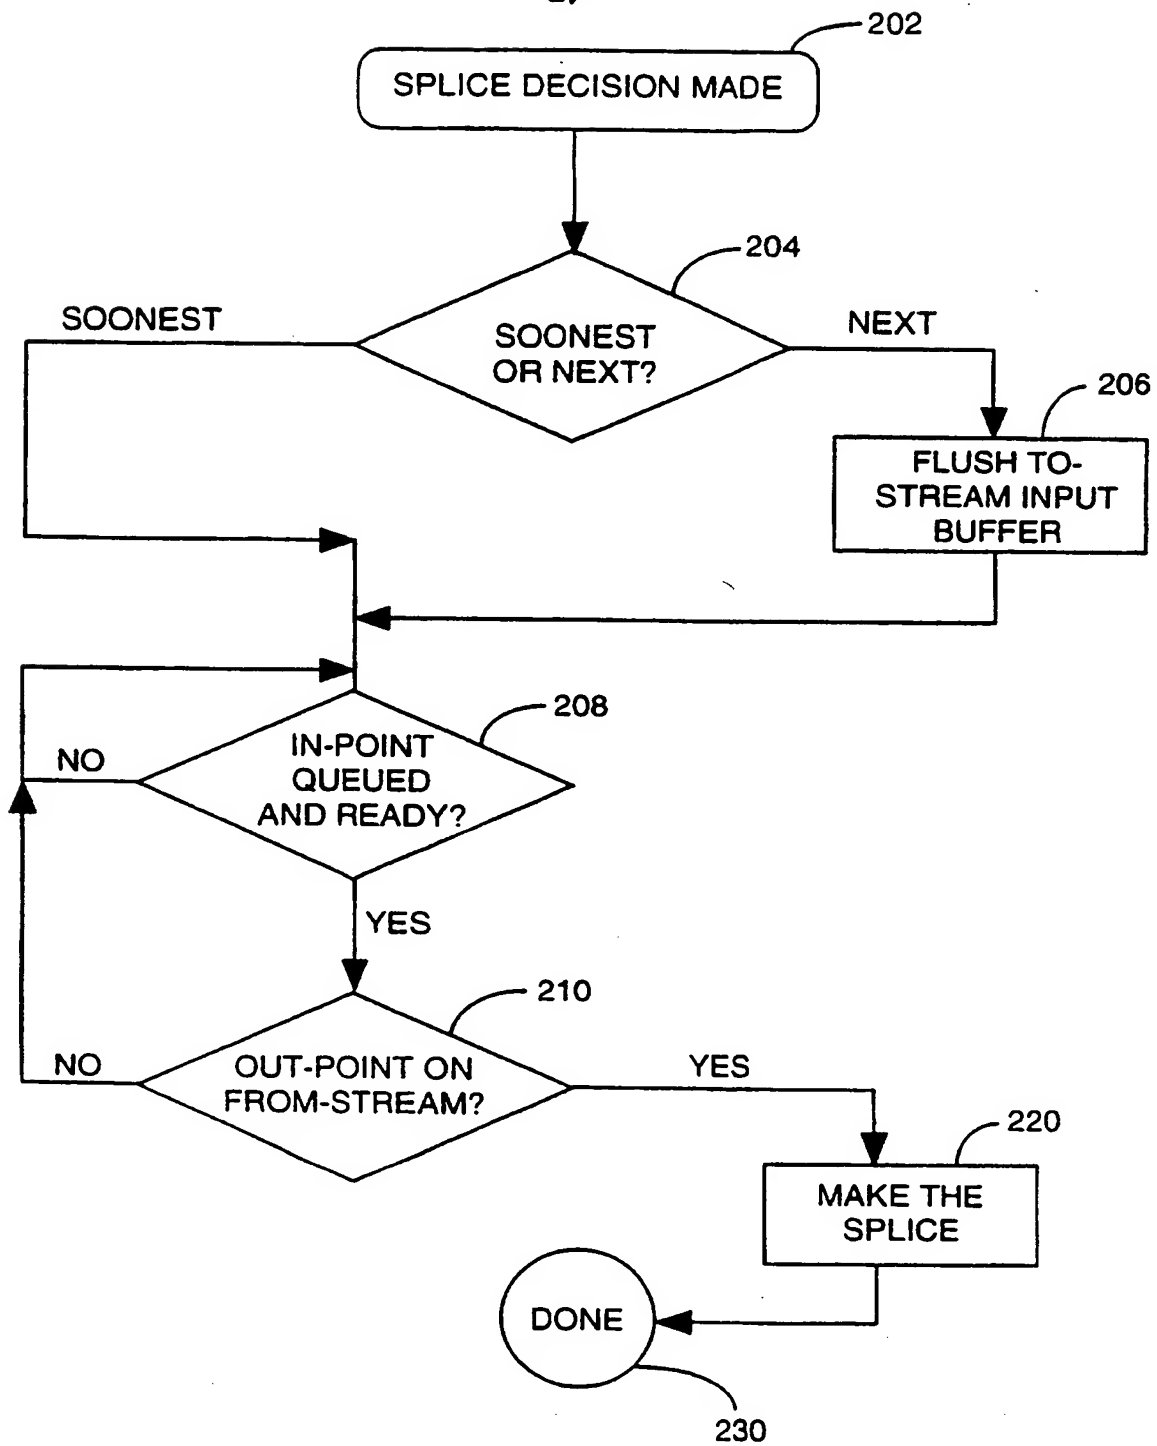 202
SPLICE DECISION MADE
204
SOONEST
SOONEST
OR NEXT?
NEXT
206
FLUSH TO-
STREAM INPUT
BUFFER
208
IN-POINT
QUEUED
AND READY?
NO
YES
210
OUT-POINT ON
FROM-STREAM?
NO
YES
220
MAKE THE
SPLICE
DONE
230